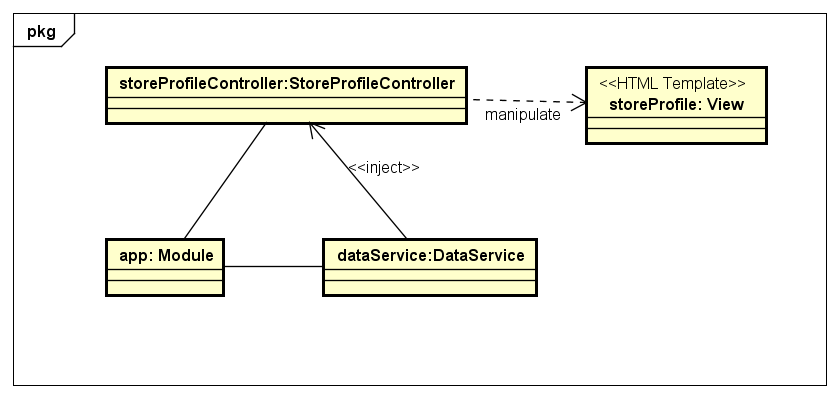 pkg
storeProfileController:StoreProfileController
<<HTML Template>>
storeProfile: View
manipulate
<<inject>>
app: Module
dataService:DataService